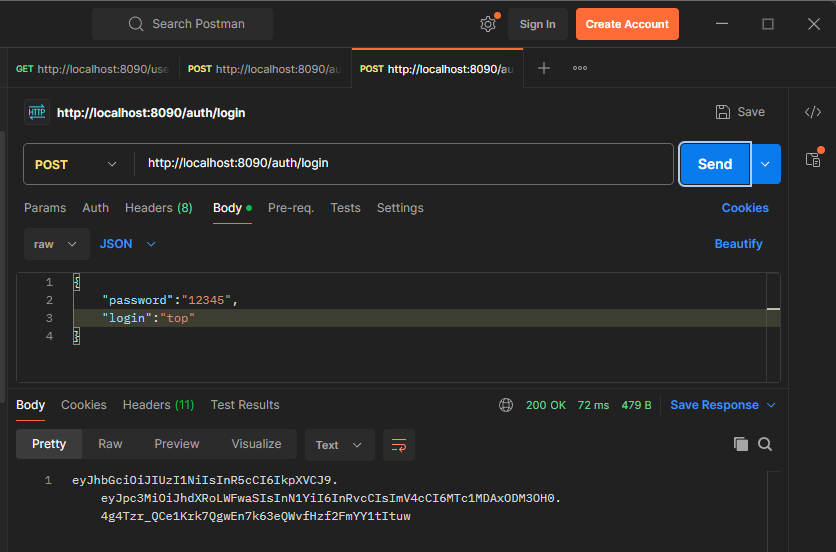 Search Postman
Sign In
Create Account
GET http://localhost:8090/use
POST http://localhost:8090/au
POST http://localhost:8090/au
HTTP
http://localhost:8090/auth/login
Save
POST
http://localhost:8090/auth/login
Send
Params Auth Headers (8) Body Pre-req. Tests Settings Cookies
raw JSON Beautify
1 {
2 "password":"12345",
3 "login":"top"
4 }
Body Cookies Headers (11) Test Results 200 OK 72 ms 479 B Save Response
Pretty Raw Preview Visualize Text
1 eyJhbGciOiJIUzI1NiIsInR5cCI6IkpXVCJ9.
eyJpc3MiOiJhdXRoLWFwaSIsInN1YiI6InRvcCIsImV4cCI6MTc1MDAxODM3OH0.
4g4Tzr_QCe1Krk7QgwEn7k63eQWvfHzf2FmYY1tItuw